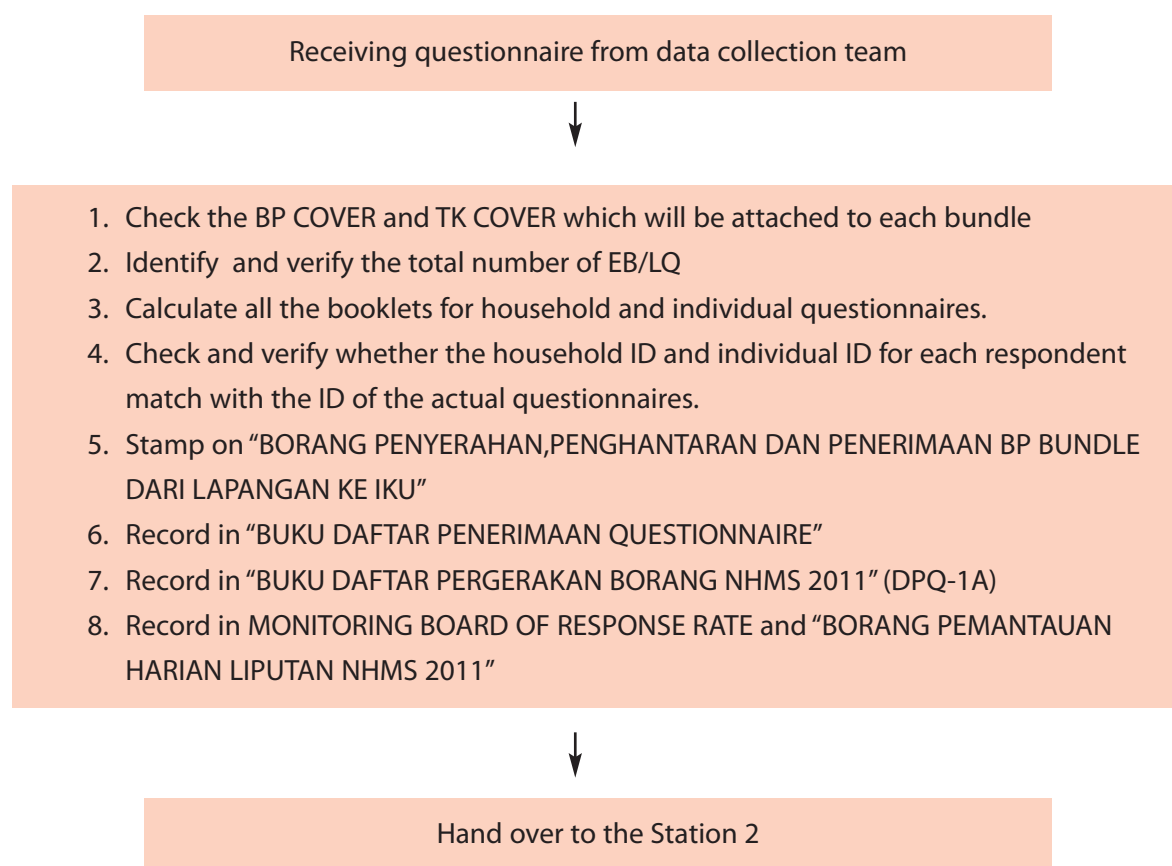 Receiving questionnaire from data collection team
1. Check the BP COVER and TK COVER which will be attached to each bundle
2. Identify and verify the total number of EB/LQ
3. Calculate all the booklets for household and individual questionnaires.
4. Check and verify whether the household ID and individual ID for each respondent
match with the ID of the actual questionnaires.
5. Stamp on “BORANG PENYERAHAN,PENGHANTARAN DAN PENERIMAAN BP BUNDLE
DARI LAPANGAN KE IKU”
6. Record in “BUKU DAFTAR PENERIMAAN QUESTIONNAIRE”
7. Record in “BUKU DAFTAR PERGERAKAN BORANG NHMS 2011” (DPQ-1A)
8. Record in MONITORING BOARD OF RESPONSE RATE and “BORANG PEMANTAUAN
HARIAN LIPUTAN NHMS 2011”
Hand over to the Station 2